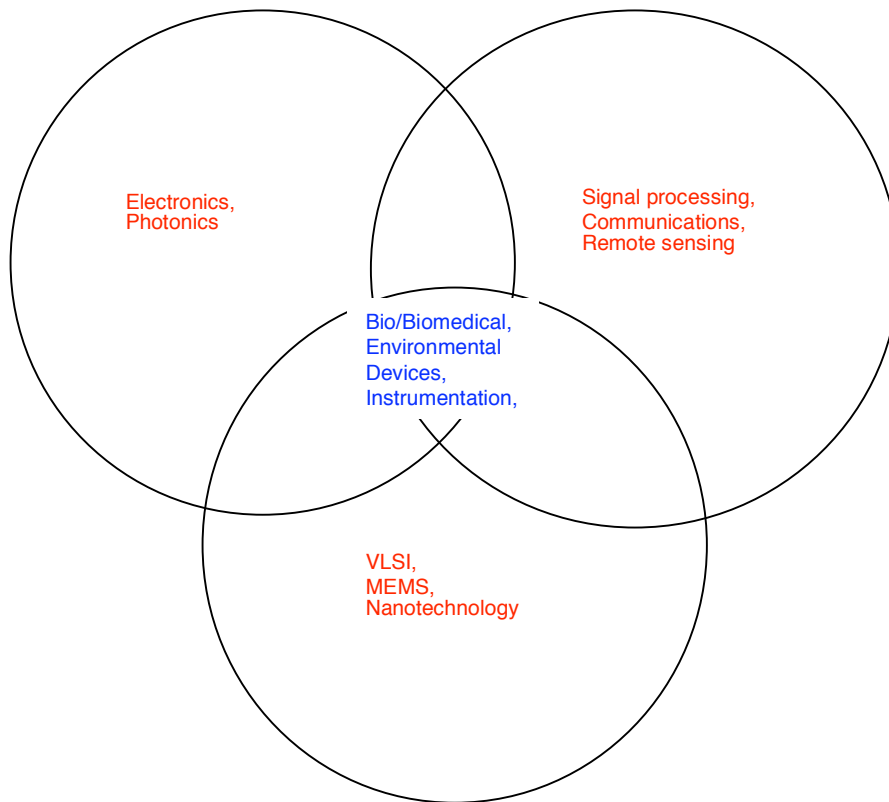 Electronics,
Photonics
Signal processing,
Communications,
Remote sensing
Bio/Biomedical,
Environmental
Devices,
Instrumentation,
VLSI,
MEMS,
Nanotechnology